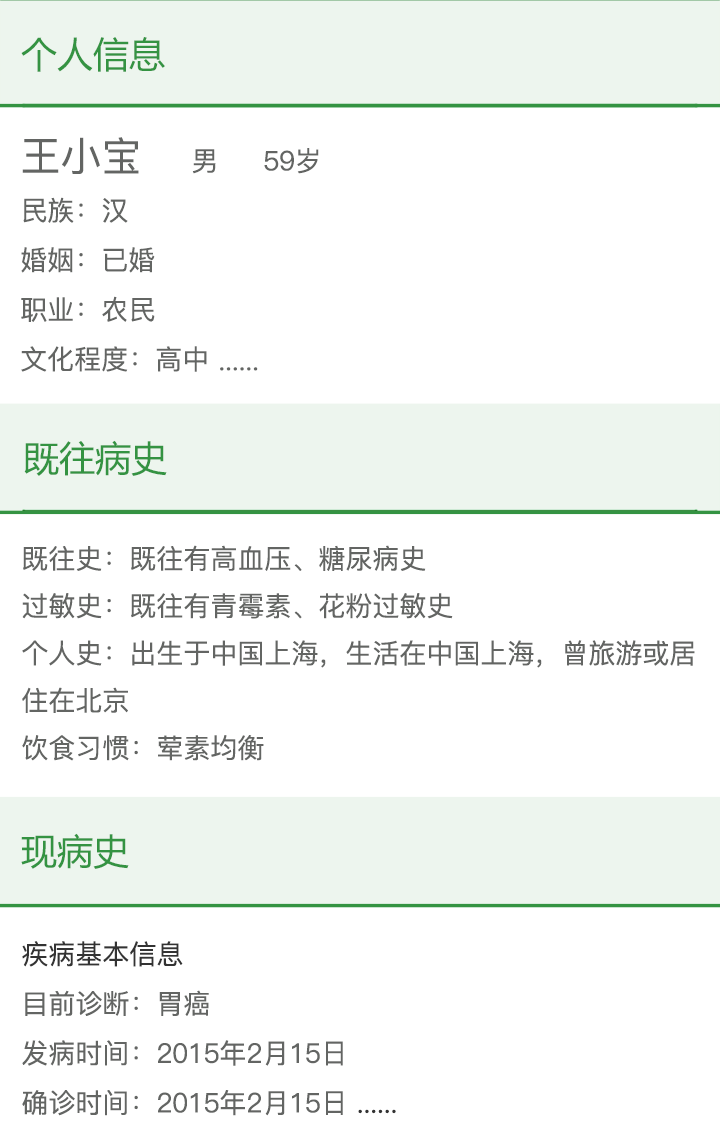 个人信息
王小宝 男 59岁
民族：汉
婚姻：已婚
职业：农民
文化程度：高中 ......
既往病史
既往史：既往有高血压、糖尿病史
过敏史：既往有青霉素、花粉过敏史
个人史：出生于中国上海，生活在中国上海，曾旅游或居
住在北京
饮食习惯：荤素均衡
现病史
疾病基本信息
目前诊断：胃癌
发病时间：2015年2月15日
确诊时间：2015年2月15日 ......